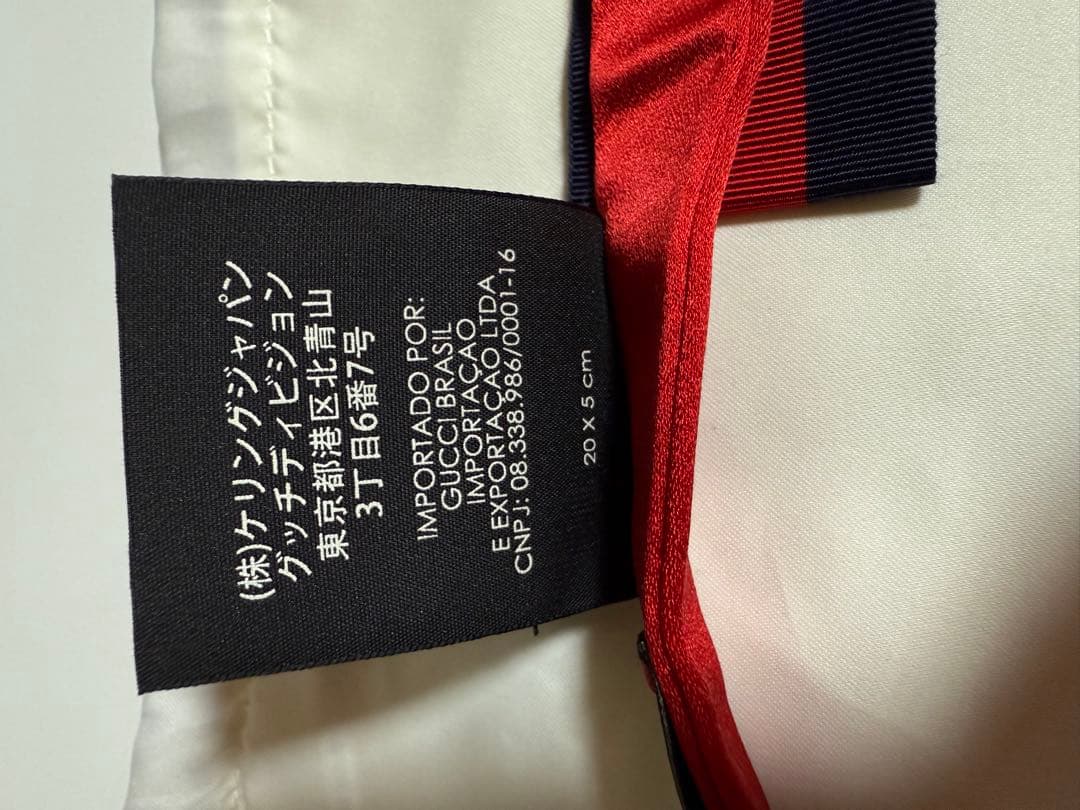 (株)ケリングジャパン
グッチディビジョン
東京都港区北青山
3丁目6番7号
IMPORTADO POR:
GUCCI BRASIL
IMPORTAÇAO
E EXPORTAÇAO LTDA
CNPJ: 08.338.986/0001-16
20 X 5 cm